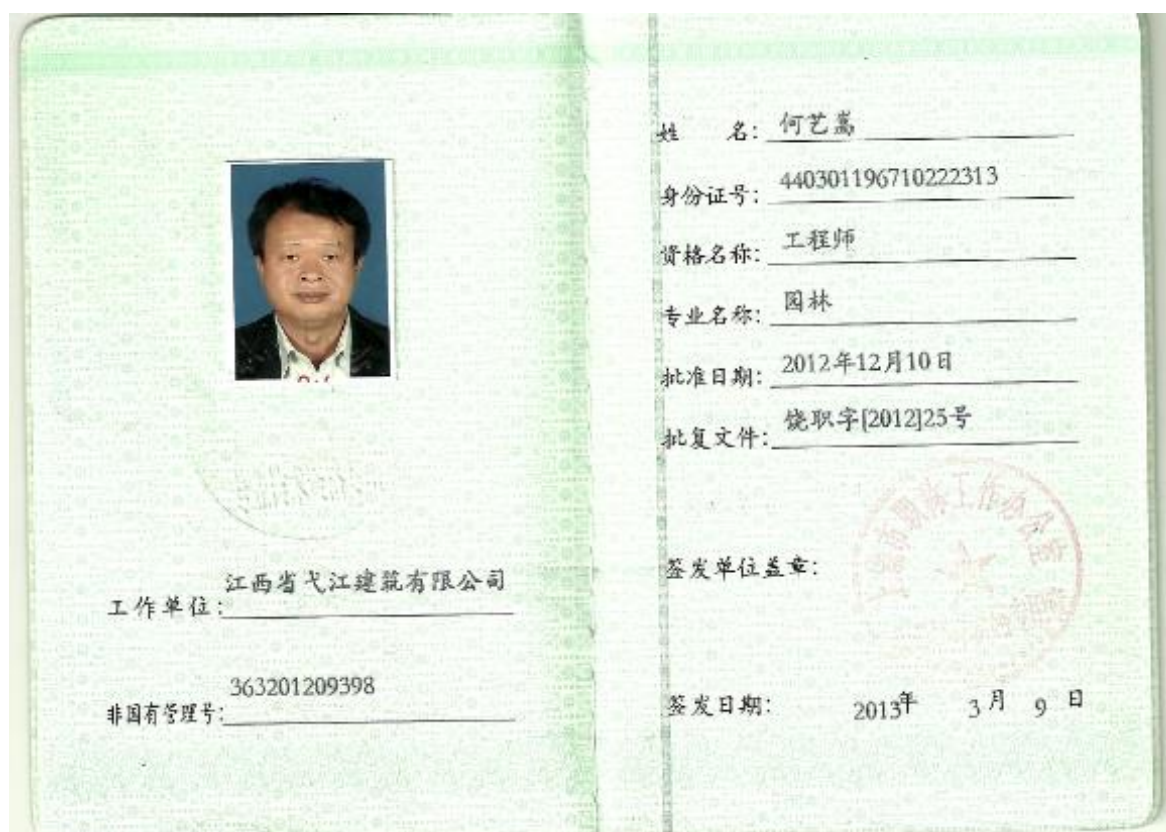 工作单位:江西省弋江建筑有限公司
非国有管理号:363201209398
姓 名:何艺嵩
身份证号:440301196710222313
资格名称:工程师
专业名称:园林
批准日期:2012年12月10日
批复文件:饶职字[2012]25号
签发单位盖章:
签发日期: 2013年 3月 9日